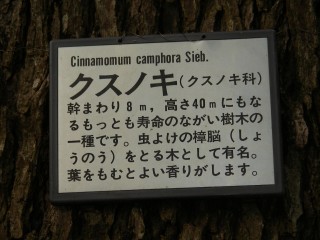 Cinnamomum camphora Sieb.
クスノキ(クスノキ科)
幹まわり8m，高さ40mにもな
るもっとも寿命のながい樹木の
一種です。虫よけの樟脳（しょ
うのう）をとる木として有名。
葉をもむとよい香りがします。